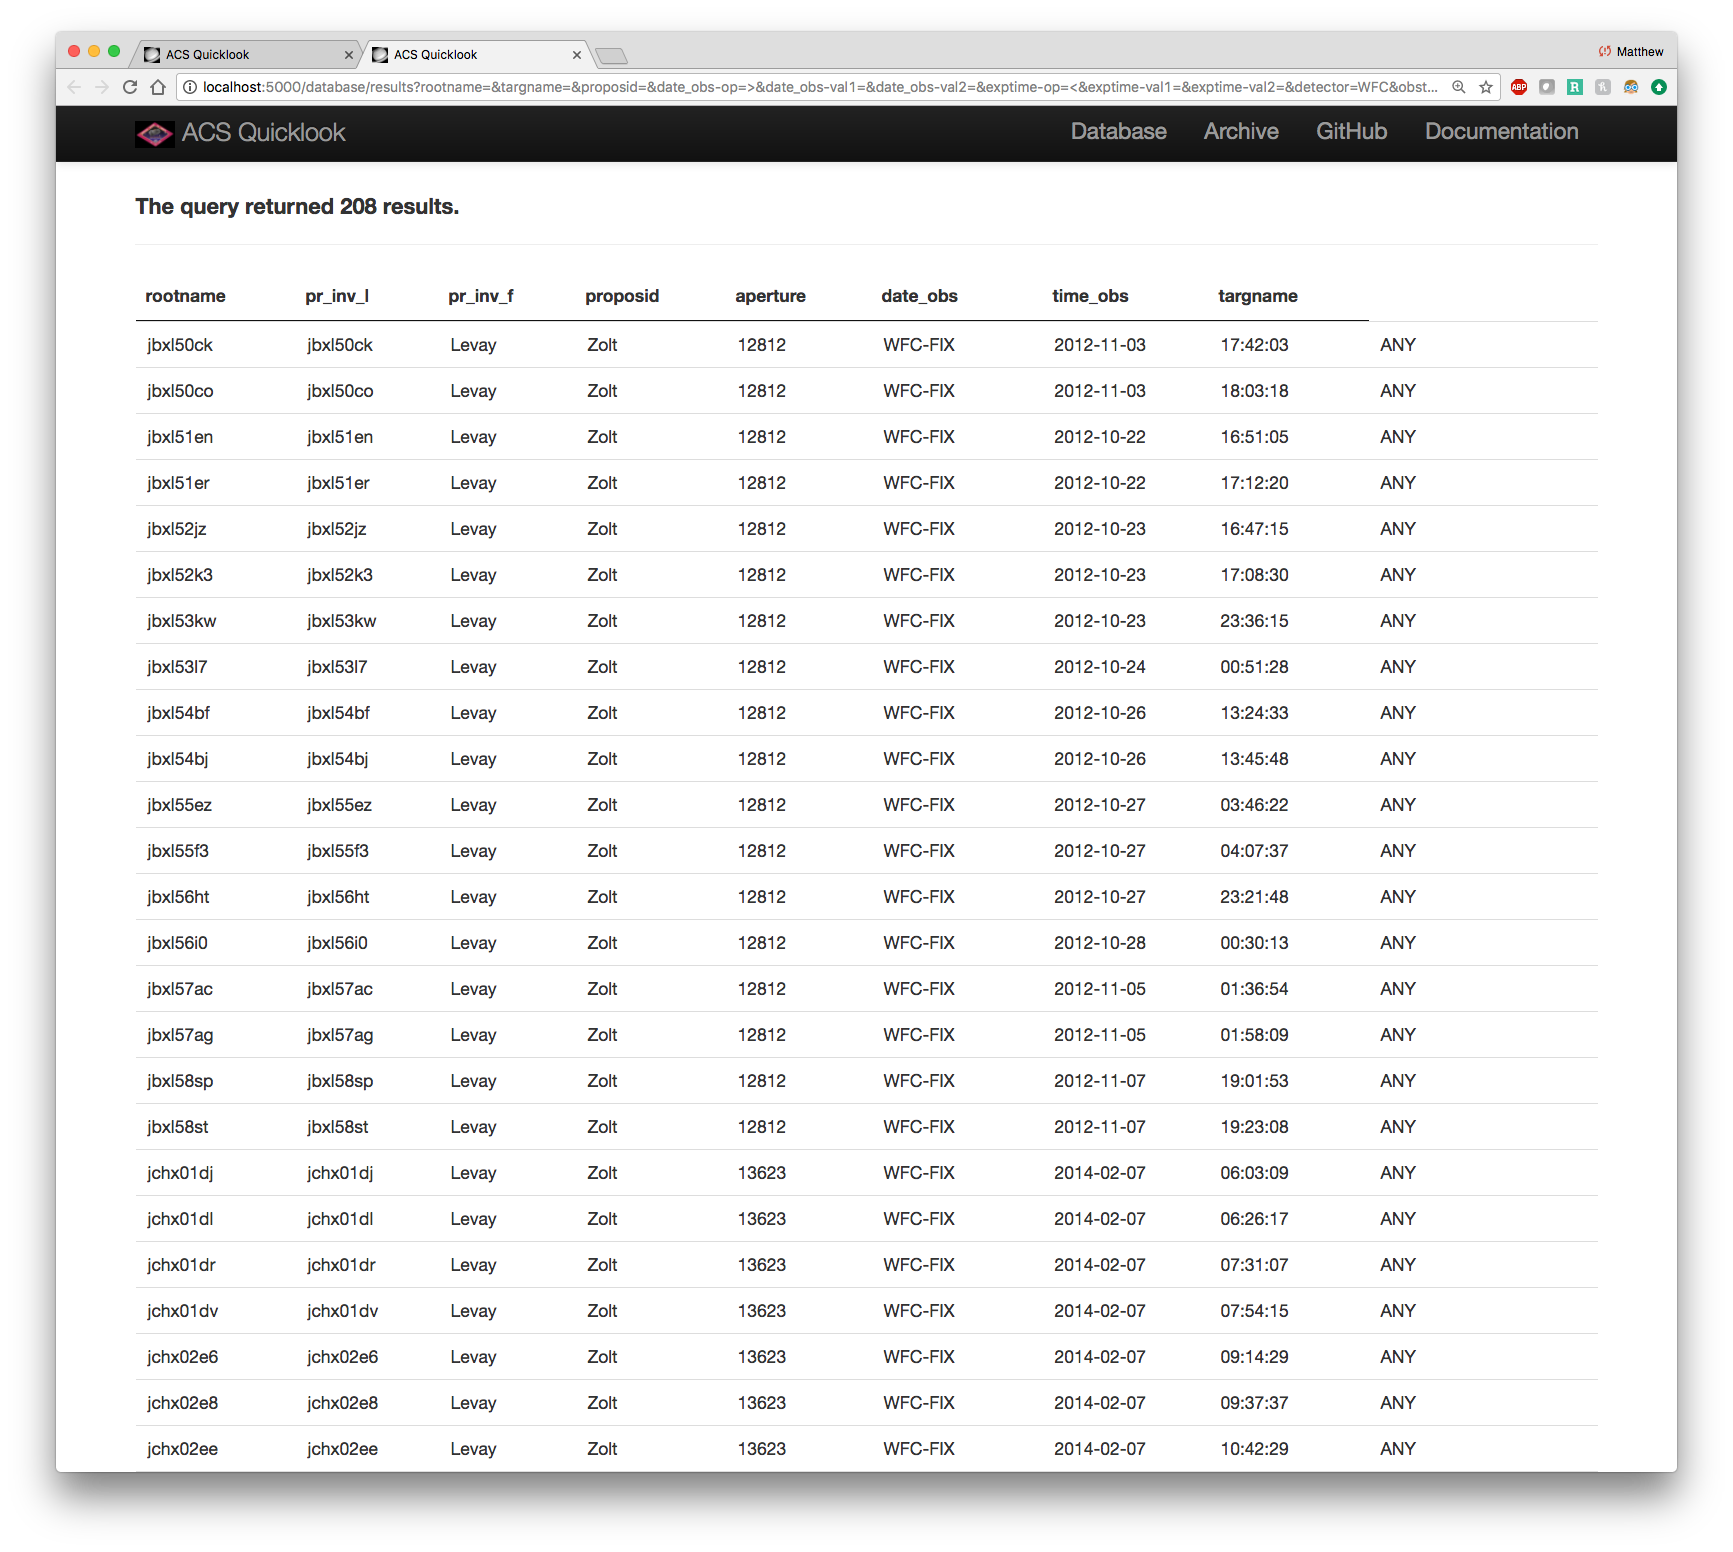 ACS Quicklook ACS Quicklook Matthew
localhost:5000/database/results?rootname=&targname=&proposid=&date_obs-op=>&date_obs-val1=&date_obs-val2=&exptime-op=<&exptime-val1=&exptime-val2=&detector=WFC&obst... ABP R
ACS Quicklook Database Archive GitHub Documentation
The query returned 208 results.
rootname pr_inv_l pr_inv_f proposid aperture date_obs time_obs targname
jbxl50ck jbxl50ck Levay Zolt 12812 WFC-FIX 2012-11-03 17:42:03 ANY
jbxl50co jbxl50co Levay Zolt 12812 WFC-FIX 2012-11-03 18:03:18 ANY
jbxl51en jbxl51en Levay Zolt 12812 WFC-FIX 2012-10-22 16:51:05 ANY
jbxl51er jbxl51er Levay Zolt 12812 WFC-FIX 2012-10-22 17:12:20 ANY
jbxl52jz jbxl52jz Levay Zolt 12812 WFC-FIX 2012-10-23 16:47:15 ANY
jbxl52k3 jbxl52k3 Levay Zolt 12812 WFC-FIX 2012-10-23 17:08:30 ANY
jbxl53kw jbxl53kw Levay Zolt 12812 WFC-FIX 2012-10-23 23:36:15 ANY
jbxl53l7 jbxl53l7 Levay Zolt 12812 WFC-FIX 2012-10-24 00:51:28 ANY
jbxl54bf jbxl54bf Levay Zolt 12812 WFC-FIX 2012-10-26 13:24:33 ANY
jbxl54bj jbxl54bj Levay Zolt 12812 WFC-FIX 2012-10-26 13:45:48 ANY
jbxl55ez jbxl55ez Levay Zolt 12812 WFC-FIX 2012-10-27 03:46:22 ANY
jbxl55f3 jbxl55f3 Levay Zolt 12812 WFC-FIX 2012-10-27 04:07:37 ANY
jbxl56ht jbxl56ht Levay Zolt 12812 WFC-FIX 2012-10-27 23:21:48 ANY
jbxl56i0 jbxl56i0 Levay Zolt 12812 WFC-FIX 2012-10-28 00:30:13 ANY
jbxl57ac jbxl57ac Levay Zolt 12812 WFC-FIX 2012-11-05 01:36:54 ANY
jbxl57ag jbxl57ag Levay Zolt 12812 WFC-FIX 2012-11-05 01:58:09 ANY
jbxl58sp jbxl58sp Levay Zolt 12812 WFC-FIX 2012-11-07 19:01:53 ANY
jbxl58st jbxl58st Levay Zolt 12812 WFC-FIX 2012-11-07 19:23:08 ANY
jchx01dj jchx01dj Levay Zolt 13623 WFC-FIX 2014-02-07 06:03:09 ANY
jchx01dl jchx01dl Levay Zolt 13623 WFC-FIX 2014-02-07 06:26:17 ANY
jchx01dr jchx01dr Levay Zolt 13623 WFC-FIX 2014-02-07 07:31:07 ANY
jchx01dv jchx01dv Levay Zolt 13623 WFC-FIX 2014-02-07 07:54:15 ANY
jchx02e6 jchx02e6 Levay Zolt 13623 WFC-FIX 2014-02-07 09:14:29 ANY
jchx02e8 jchx02e8 Levay Zolt 13623 WFC-FIX 2014-02-07 09:37:37 ANY
jchx02ee jchx02ee Levay Zolt 13623 WFC-FIX 2014-02-07 10:42:29 ANY